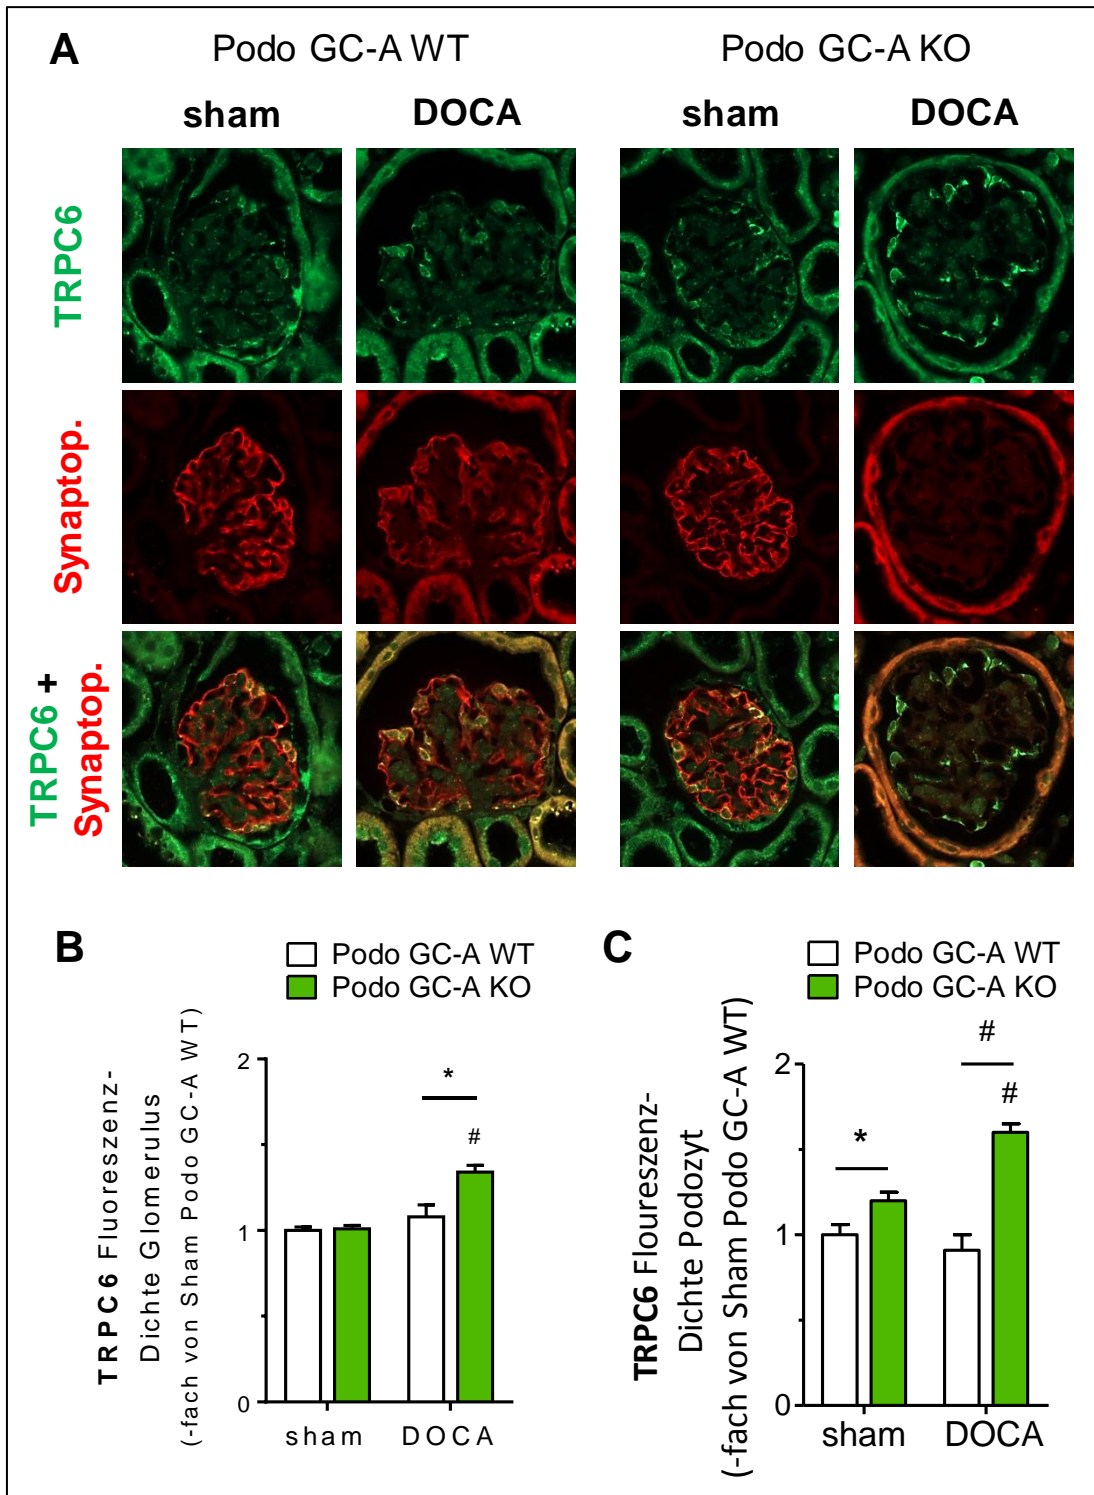 A
Podo GC-A WT
Podo GC-A KO
sham
DOCA
sham
DOCA
TRPC6
Synaptop.
TRPC6 +
Synaptop.
B
Podo GC-A WT
Podo GC-A KO
TRPC6 Fluoreszenz-
Dichte Glomerulus
(-fach von Sham Podo GC-A WT)
2
1
0
*
#
sham
DOCA
C
Podo GC-A WT
Podo GC-A KO
TRPC6 Floureszenz-
Dichte Podozyt
(-fach von Sham Podo GC-A WT)
2
1
0
*
#
#
sham
DOCA